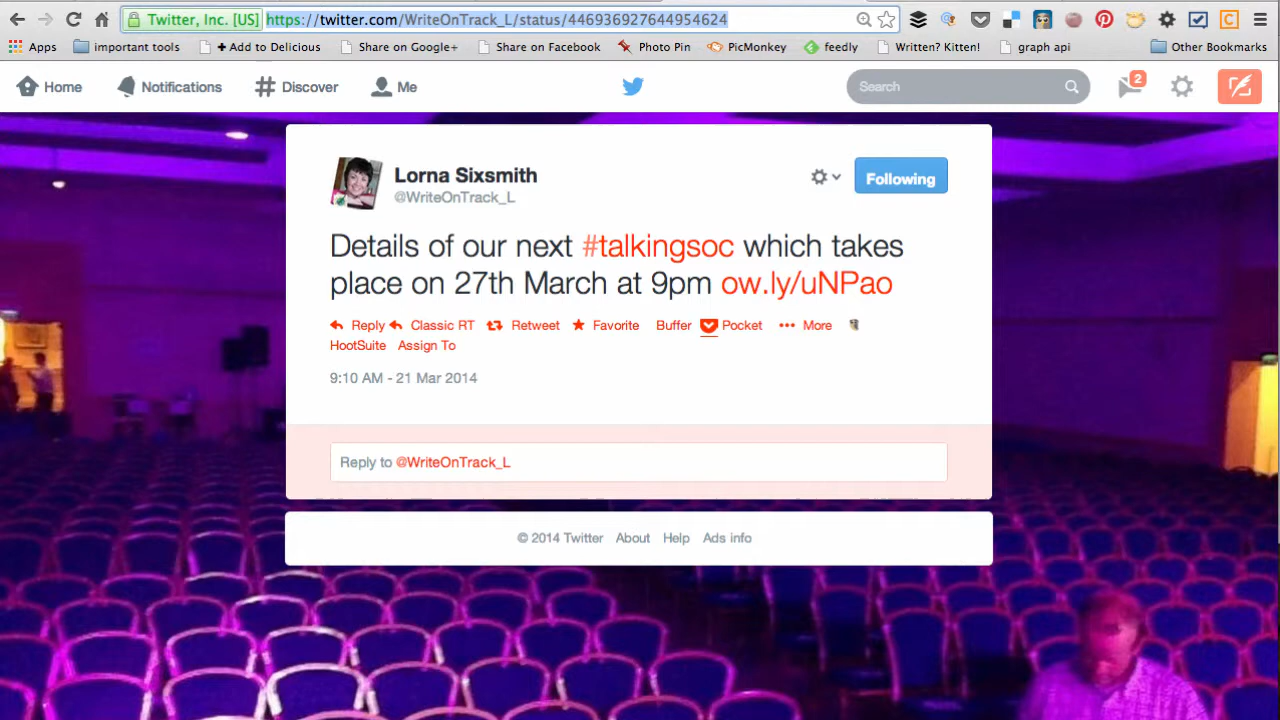 Twitter, Inc. [US] https://twitter.com/WriteOnTrack_L/status/446936927644954624
Apps important tools + Add to Delicious Share on Google+ Share on Facebook Photo Pin PicMonkey feedly Written? Kitten! graph api Other Bookmarks
Home Notifications Discover Me Search 2
Lorna Sixsmith Following
@WriteOnTrack_L
Details of our next #talkingsoc which takes
place on 27th March at 9pm ow.ly/uNPao
Reply Classic RT Retweet Favorite Buffer Pocket More
HootSuite Assign To
9:10 AM - 21 Mar 2014
Reply to @WriteOnTrack_L
© 2014 Twitter About Help Ads info